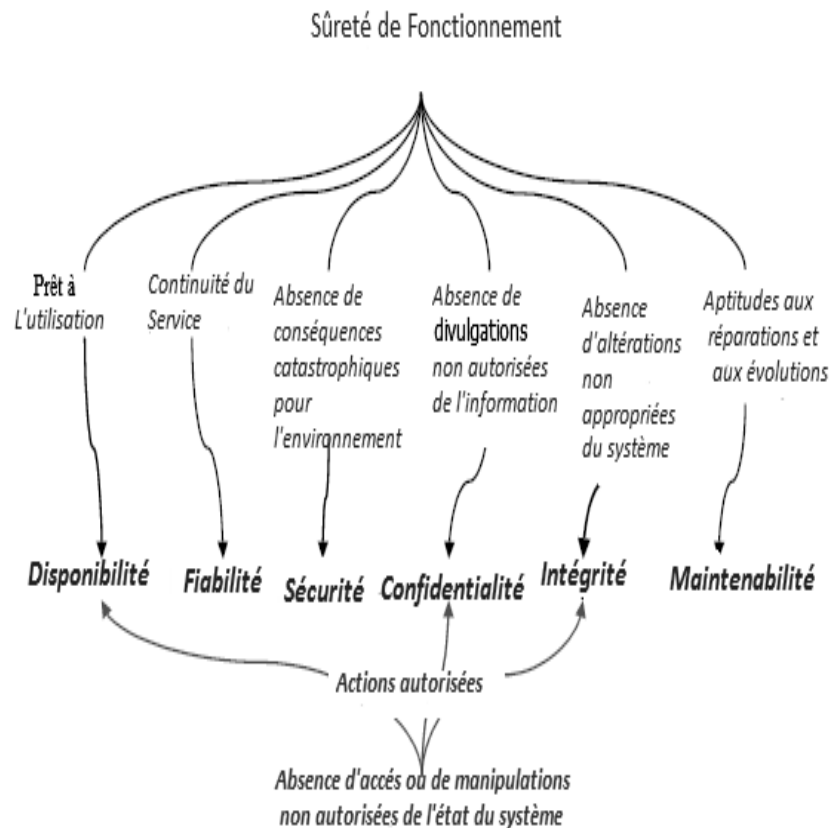 Sûreté de Fonctionnement
Prêt à
L'utilisation
Continuité du
Service
Absence de
conséquences
catastrophiques
pour
l'environnement
Absence de
divulgations
non autorisées
de l'information
Absence
d'altérations
non
appropriées
du système
Aptitudes aux
réparations et
aux évolutions
Disponibilité
Fiabilité
Sécurité
Confidentialité
Intégrité
Maintenabilité
Actions autorisées
Absence d'accés où de manipulations
non autorisées de l'état du système